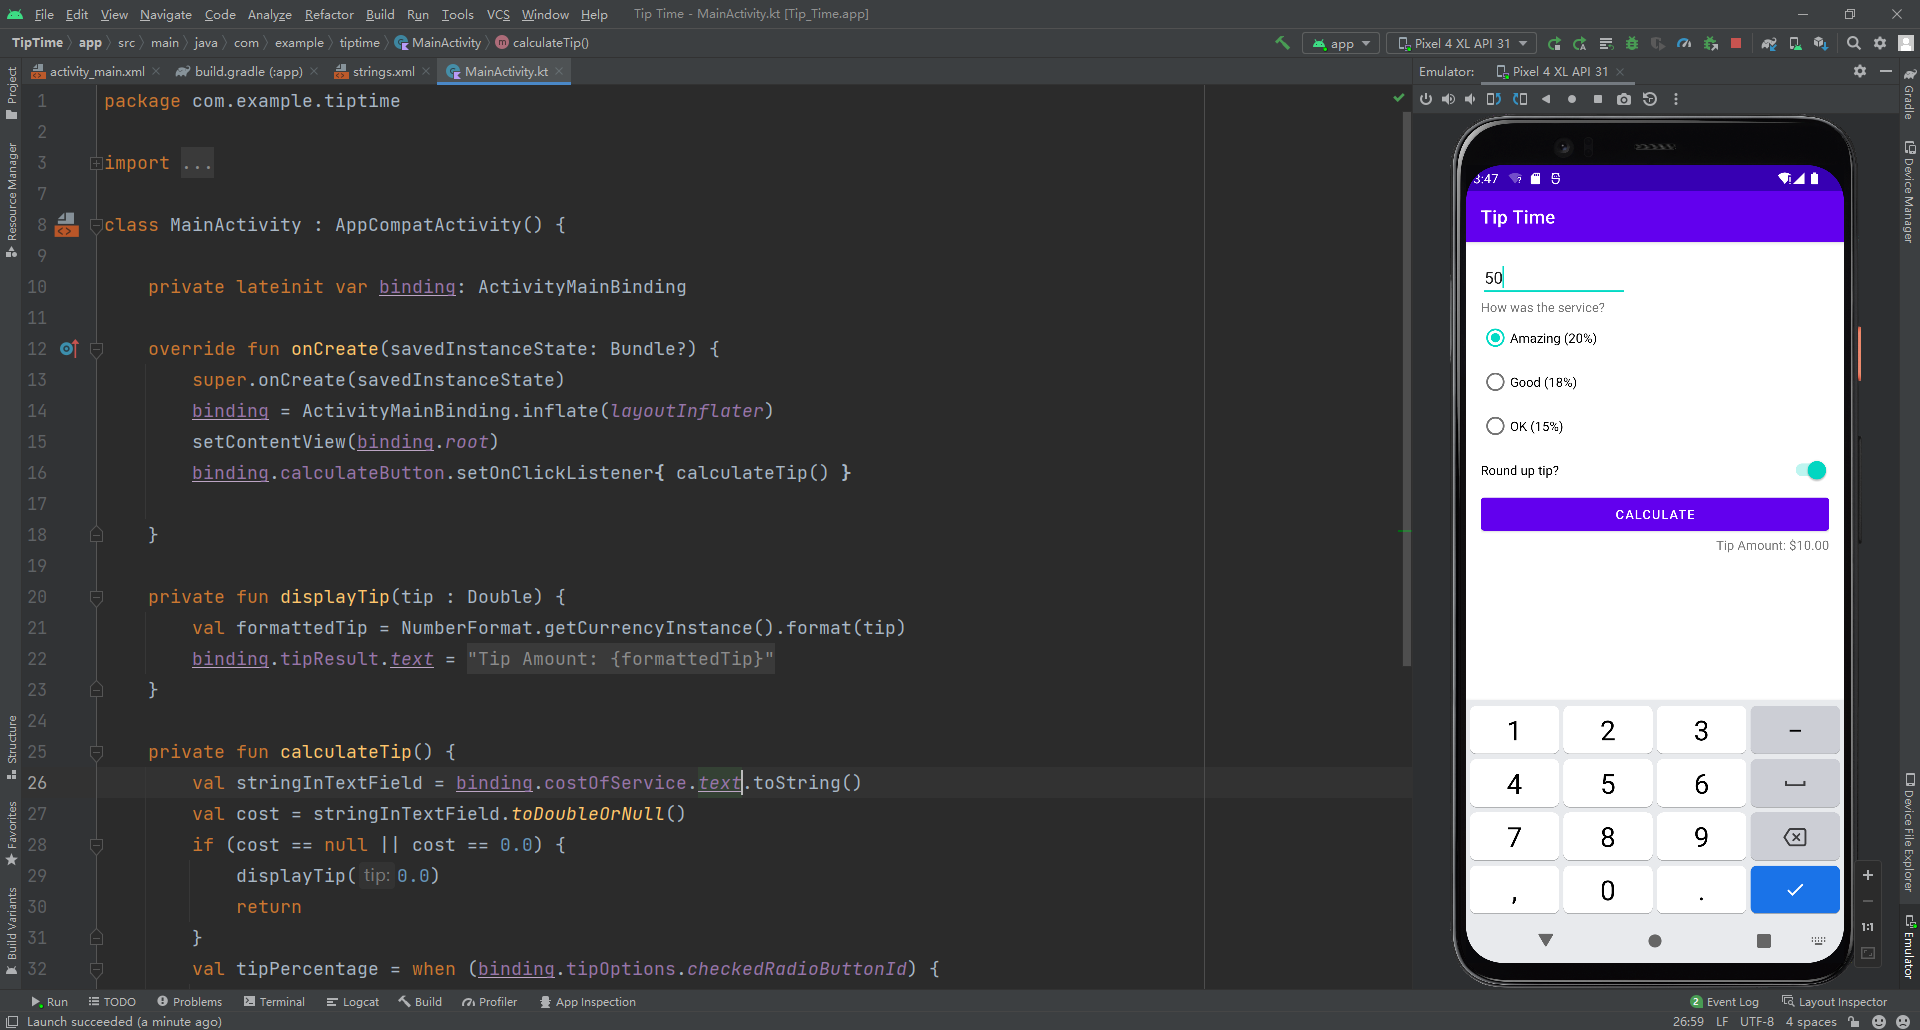 File Edit View Navigate Code Analyze Refactor Build Run Tools VCS Window Help Tip Time - MainActivity.kt [Tip_Time.app]
TipTime app src main java com example tiptime MainActivity calculateTip() app Pixel 4 XL API 31
activity_main.xml build.gradle (:app) strings.xml MainActivity.kt
Project
Resource Manager
Structure
Favorites
Build Variants
1 package com.example.tiptime
2
3 import ...
7
8 class MainActivity : AppCompatActivity() {
9
10 private lateinit var binding: ActivityMainBinding
11
12 override fun onCreate(savedInstanceState: Bundle?) {
13 super.onCreate(savedInstanceState)
14 binding = ActivityMainBinding.inflate(layoutInflater)
15 setContentView(binding.root)
16 binding.calculateButton.setOnClickListener{ calculateTip() }
17
18 }
19
20 private fun displayTip(tip : Double) {
21 val formattedTip = NumberFormat.getCurrencyInstance().format(tip)
22 binding.tipResult.text = "Tip Amount: {formattedTip}"
23 }
24
25 private fun calculateTip() {
26 val stringInTextField = binding.costOfService.text.toString()
27 val cost = stringInTextField.toDoubleOrNull()
28 if (cost == null || cost == 0.0) {
29 displayTip( tip: 0.0)
30 return
31 }
32 val tipPercentage = when (binding.tipOptions.checkedRadioButtonId) {
Emulator: Pixel 4 XL API 31
3:47
Tip Time
50
How was the service?
Amazing (20%)
Good (18%)
OK (15%)
Round up tip?
CALCULATE
Tip Amount: $10.00
1 2 3 -
4 5 6
7 8 9
, 0 .
1:1
Gradle
Device Manager
Device File Explorer
Emulator
Run TODO Problems Terminal Logcat Build Profiler App Inspection 2 Event Log Layout Inspector
Launch succeeded (a minute ago) 26:59 LF UTF-8 4 spaces